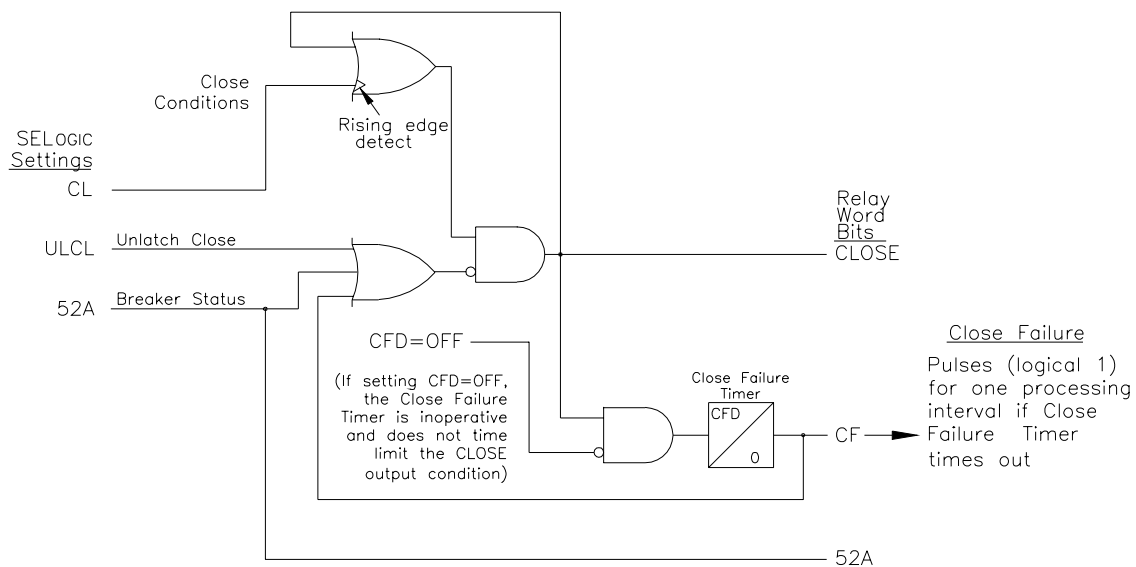 Close
Conditions
Rising edge
detect
SELOGIC
Settings
CL
ULCL
Unlatch Close
52A
Breaker Status
Relay
Word
Bits
CLOSE
CFD=OFF
(If setting CFD=OFF,
the Close Failure
Timer is inoperative
and does not time
limit the CLOSE
output condition)
Close Failure
Timer
CFD
0
CF
Close Failure
Pulses (logical 1)
for one processing
interval if Close
Failure Timer
times out
52A